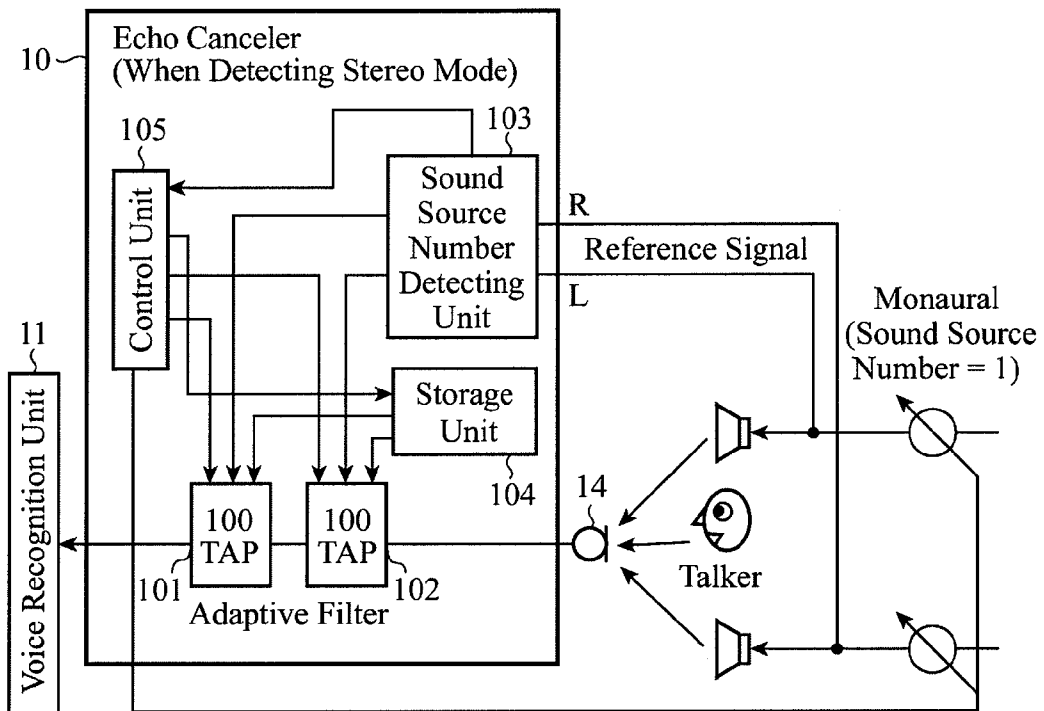 10
Echo Canceler
(When Detecting Stereo Mode)
105
Control Unit
103
Sound
Source
Number
Detecting
Unit
R
Reference Signal
L
Monaural
(Sound Source
Number = 1)
11
Voice Recognition Unit
Storage
Unit
104
14
100
TAP
101
100
TAP
102
Adaptive Filter
Talker